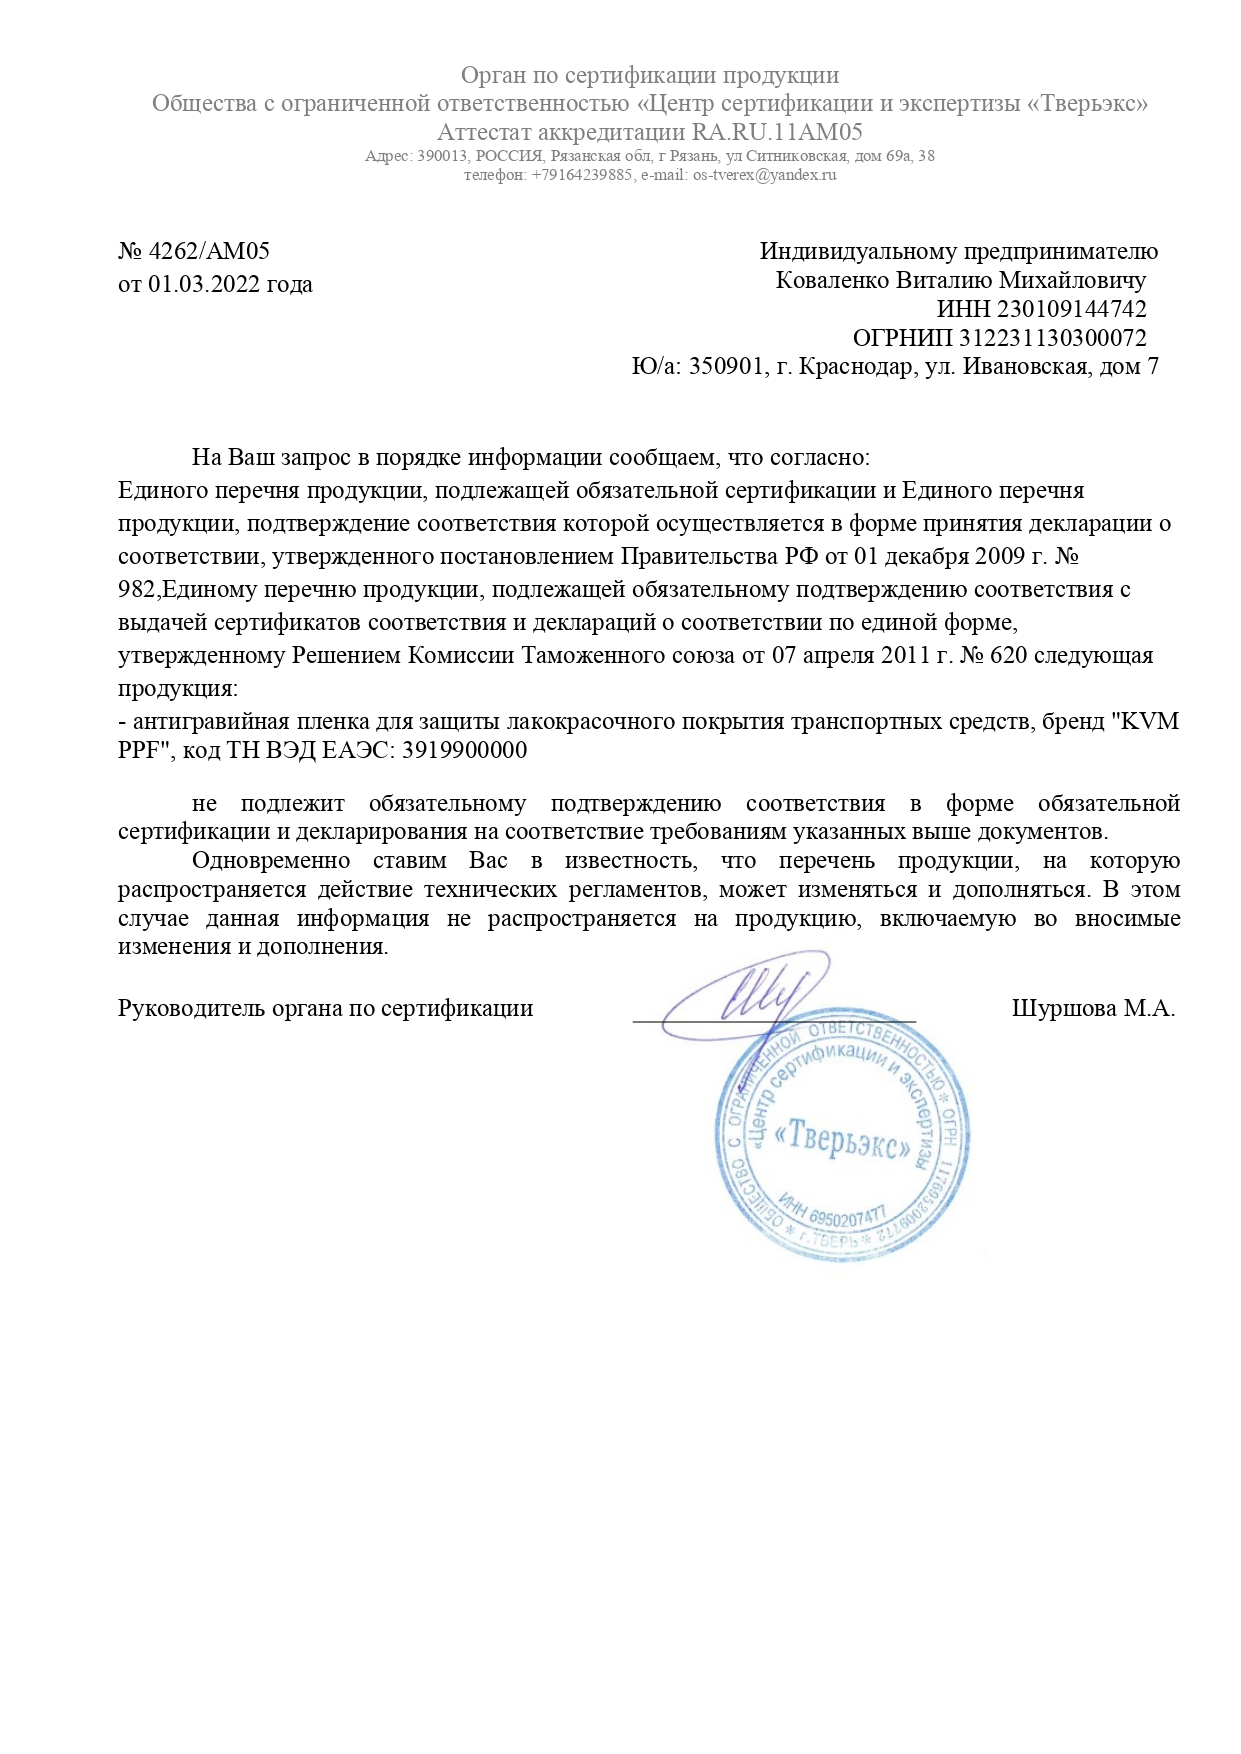 Орган по сертификации продукции
Общества с ограниченной ответственностью «Центр сертификации и экспертизы «Тверьэкс»
Аттестат аккредитации RA.RU.11АМ05
Адрес: 390013, РОССИЯ, Рязанская обл, г Рязань, ул Ситниковская, дом 69а, 38
телефон: +79164239885, e-mail: os-tverex@yandex.ru
№ 4262/АМ05
от 01.03.2022 года
Индивидуальному предпринимателю
Коваленко Виталию Михайловичу
ИНН 230109144742
ОГРНИП 312231130300072
Ю/а: 350901, г. Краснодар, ул. Ивановская, дом 7
На Ваш запрос в порядке информации сообщаем, что согласно:
Единого перечня продукции, подлежащей обязательной сертификации и Единого перечня
продукции, подтверждение соответствия которой осуществляется в форме принятия декларации о
соответствии, утвержденного постановлением Правительства РФ от 01 декабря 2009 г. №
982,Единому перечню продукции, подлежащей обязательному подтверждению соответствия с
выдачей сертификатов соответствия и деклараций о соответствии по единой форме,
утвержденному Решением Комиссии Таможенного союза от 07 апреля 2011 г. № 620 следующая
продукция:
- антигравийная пленка для защиты лакокрасочного покрытия транспортных средств, бренд "KVM
PPF", код ТН ВЭД ЕАЭС: 3919900000
не подлежит обязательному подтверждению соответствия в форме обязательной
сертификации и декларирования на соответствие требованиям указанных выше документов.
Одновременно ставим Вас в известность, что перечень продукции, на которую
распространяется действие технических регламентов, может изменяться и дополняться. В этом
случае данная информация не распространяется на продукцию, включаемую во вносимые
изменения и дополнения.
Руководитель органа по сертификации
Шуршова М.А.
ОБЩЕСТВО С ОГРАНИЧЕННОЙ ОТВЕТСТВЕННОСТЬЮ * ОГРН 1176952009772 * г.ТВЕРЬ *
«Центр сертификации и экспертизы
«Тверьэкс»
ИНН 6950207477